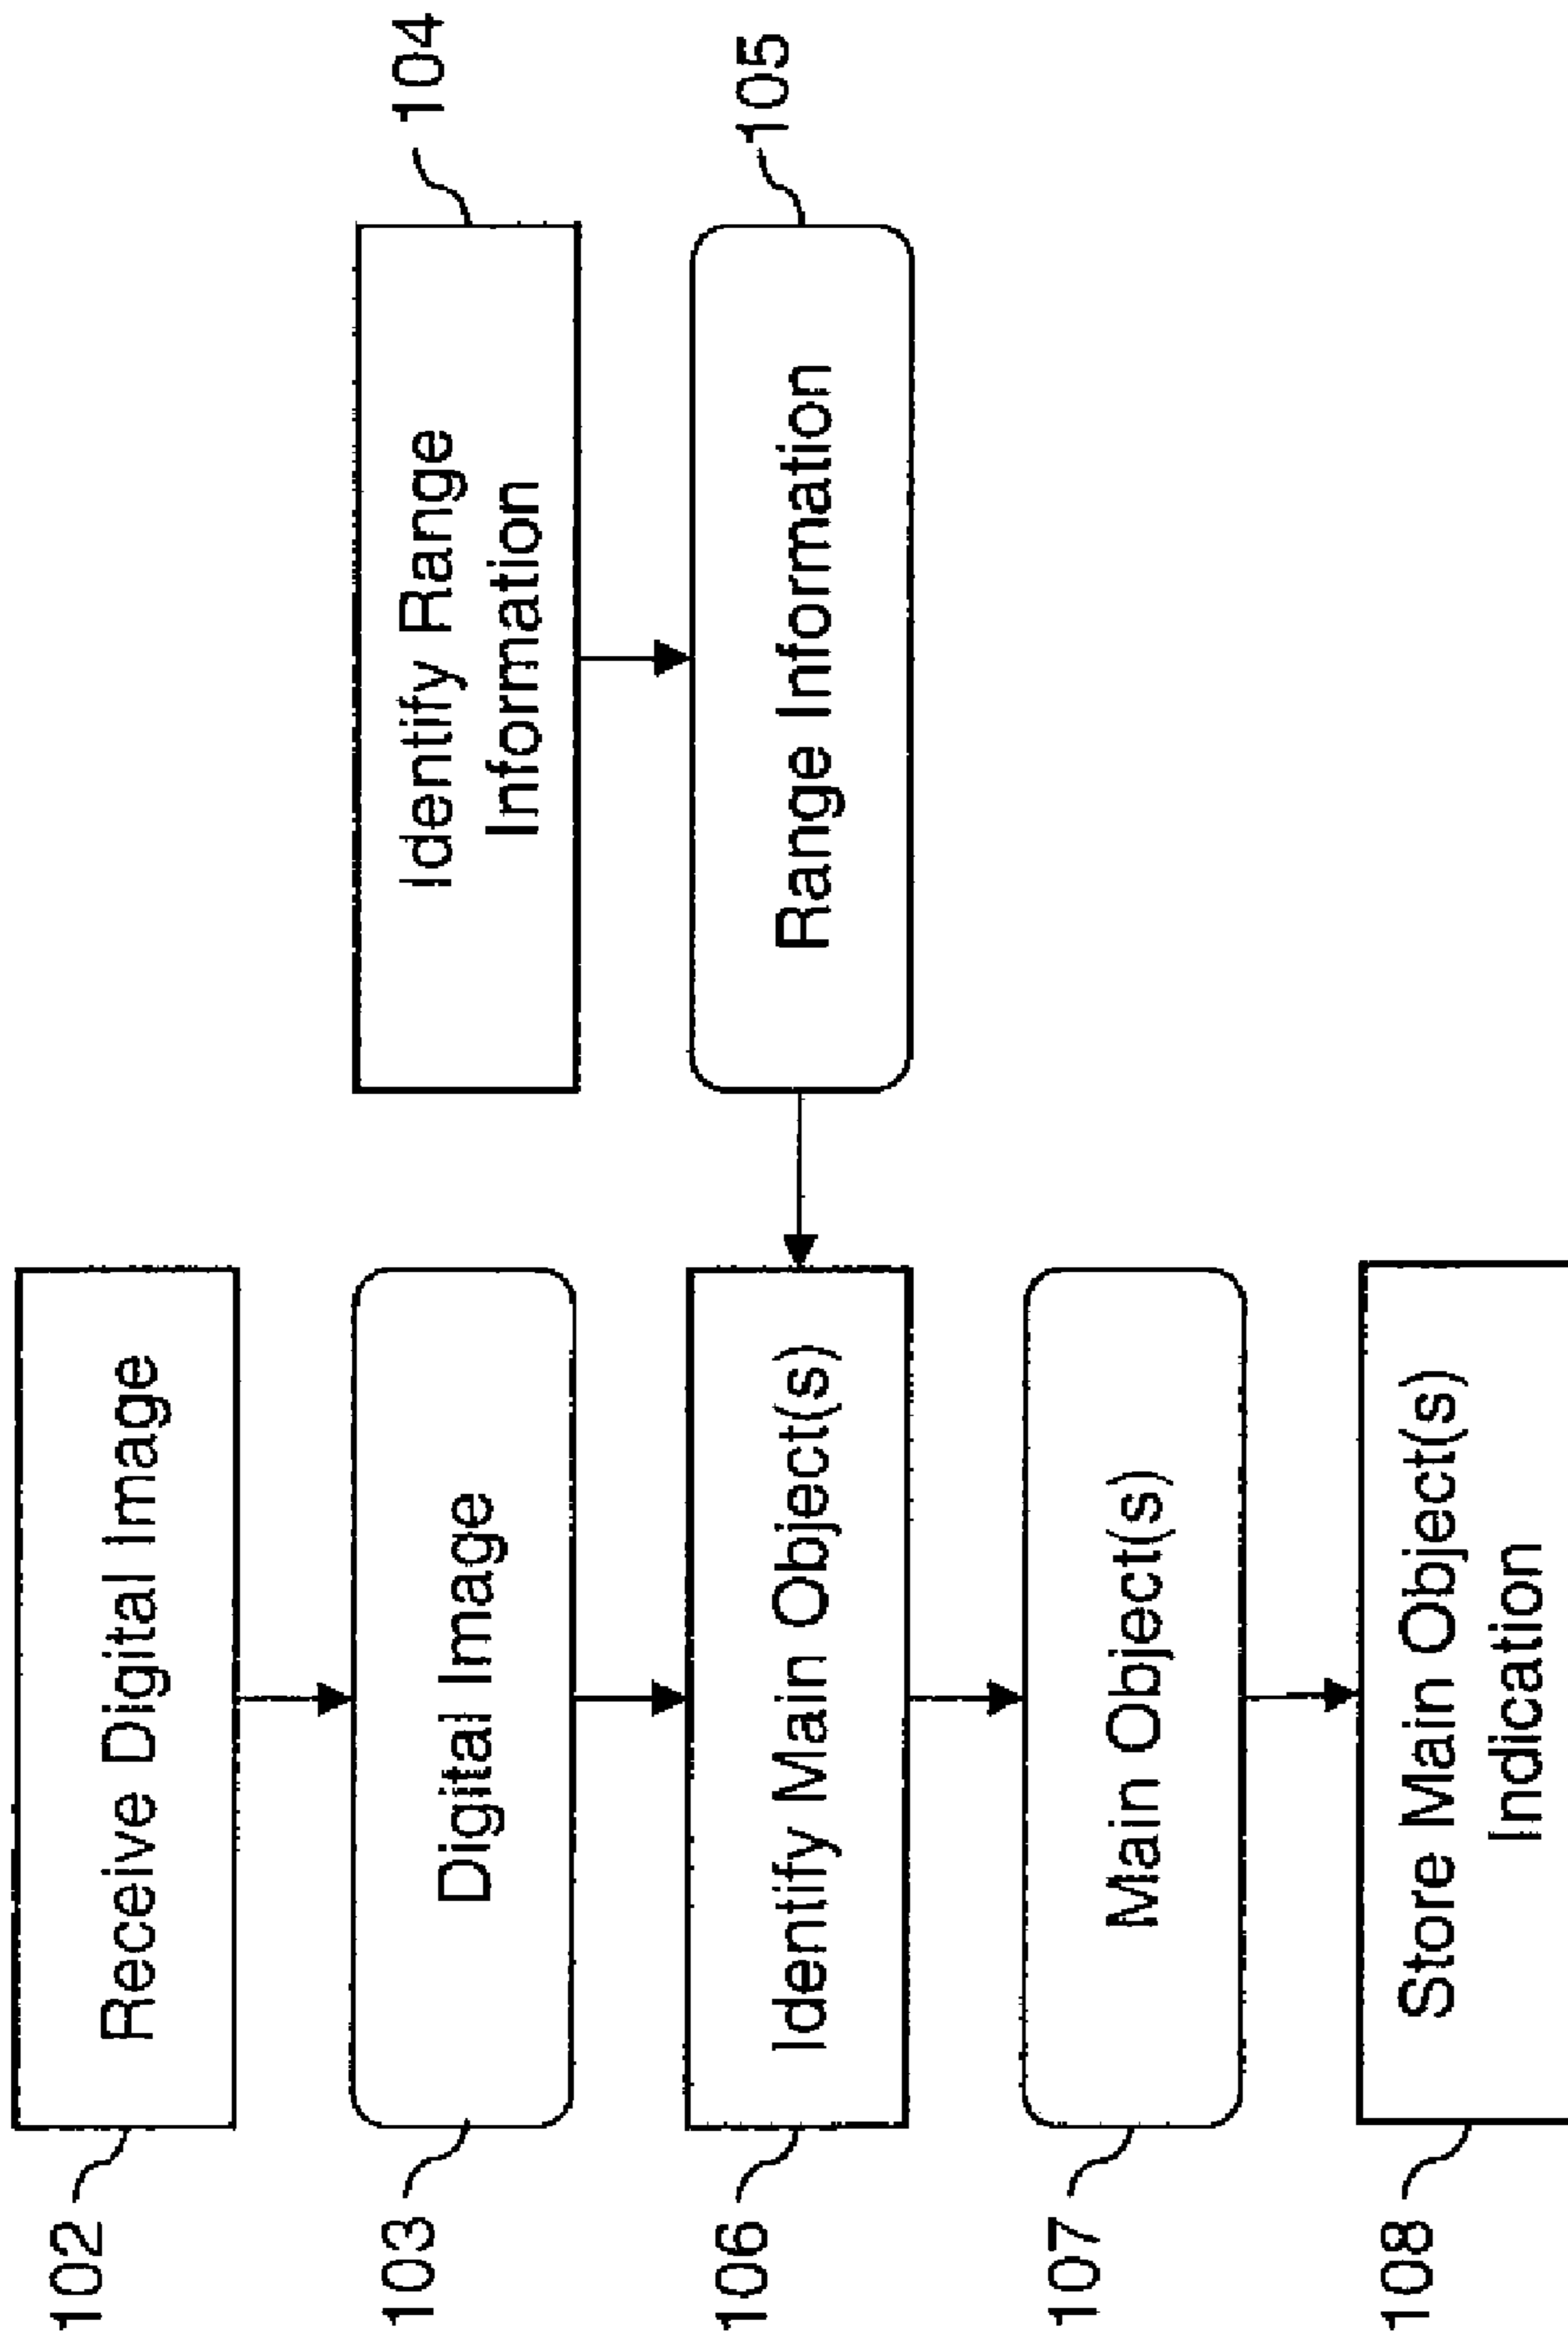 102
Receive Digital Image
103
Digital Image
104
Identify Range
Information
105
Range Information
106
Identify Main Object(s)
107
Main Object(s)
108
Store Main Object(s)
Indication